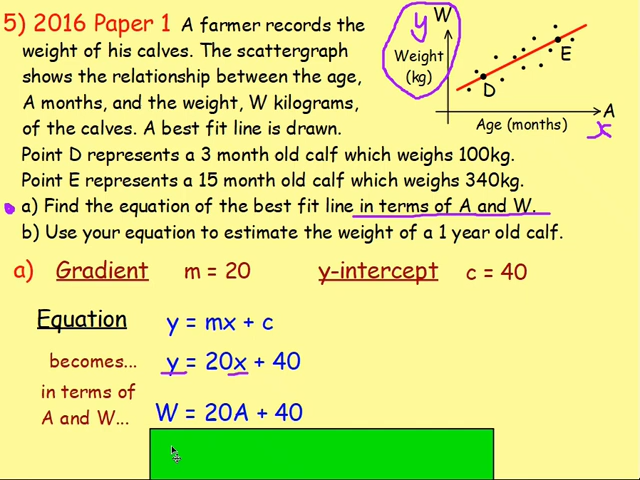 5) 2016 Paper 1 A farmer records the
weight of his calves. The scattergraph
shows the relationship between the age,
A months, and the weight, W kilograms,
of the calves. A best fit line is drawn.
Point D represents a 3 month old calf which weighs 100kg.
Point E represents a 15 month old calf which weighs 340kg.
a) Find the equation of the best fit line in terms of A and W.
b) Use your equation to estimate the weight of a 1 year old calf.
y W
Weight
(kg)
E
D
A
Age (months)
x
a) Gradient m = 20 y-intercept c = 40
Equation y = mx + c
becomes... y = 20x + 40
in terms of
A and W... W = 20A + 40